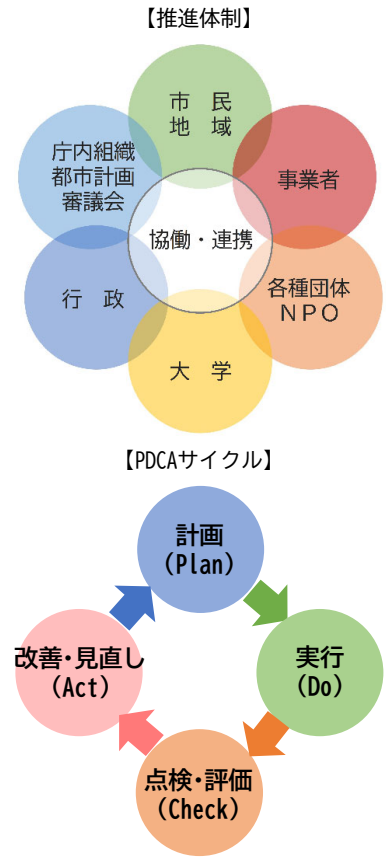 【推進体制】
市　民
地　域
庁内組織
都市計画
審議会
事業者
協働・連携
行　政
各種団体
ＮＰＯ
大　学
【PDCAサイクル】
計画
(Plan)
改善・見直し
(Act)
実行
(Do)
点検・評価
(Check)